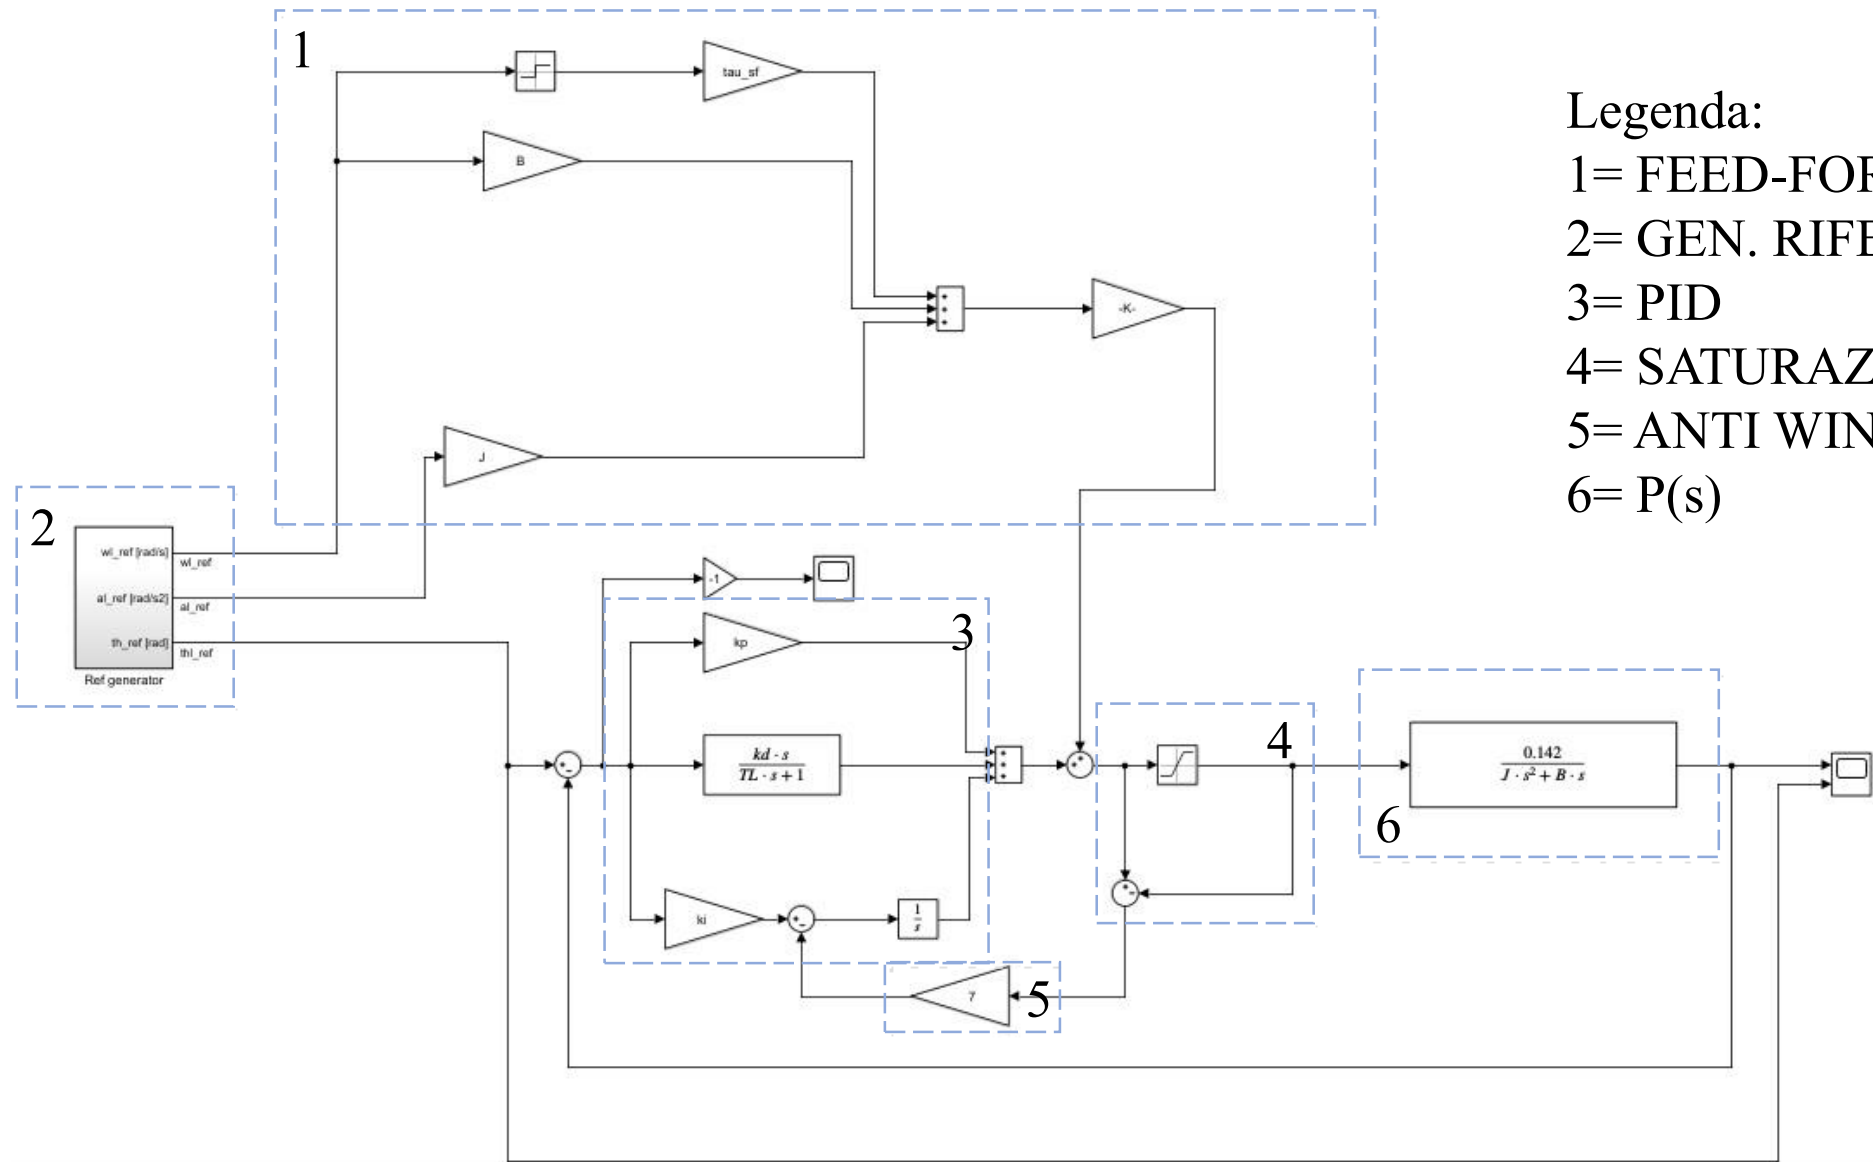 1
tau_sf
B
-K-
J
Legenda:
1= FEED-FOR
2= GEN. RIFE
3= PID
4= SATURAZ
5= ANTI WIN
6= P(s)
2
wl_ref [rad/s]
wl_ref
al_ref [rad/s2]
al_ref
th_ref [rad]
thl_ref
Ref generator
-1
kp
3
kd · s
TL · s + 1
4
0.142
J · s² + B · s
6
ki
1
s
7
5